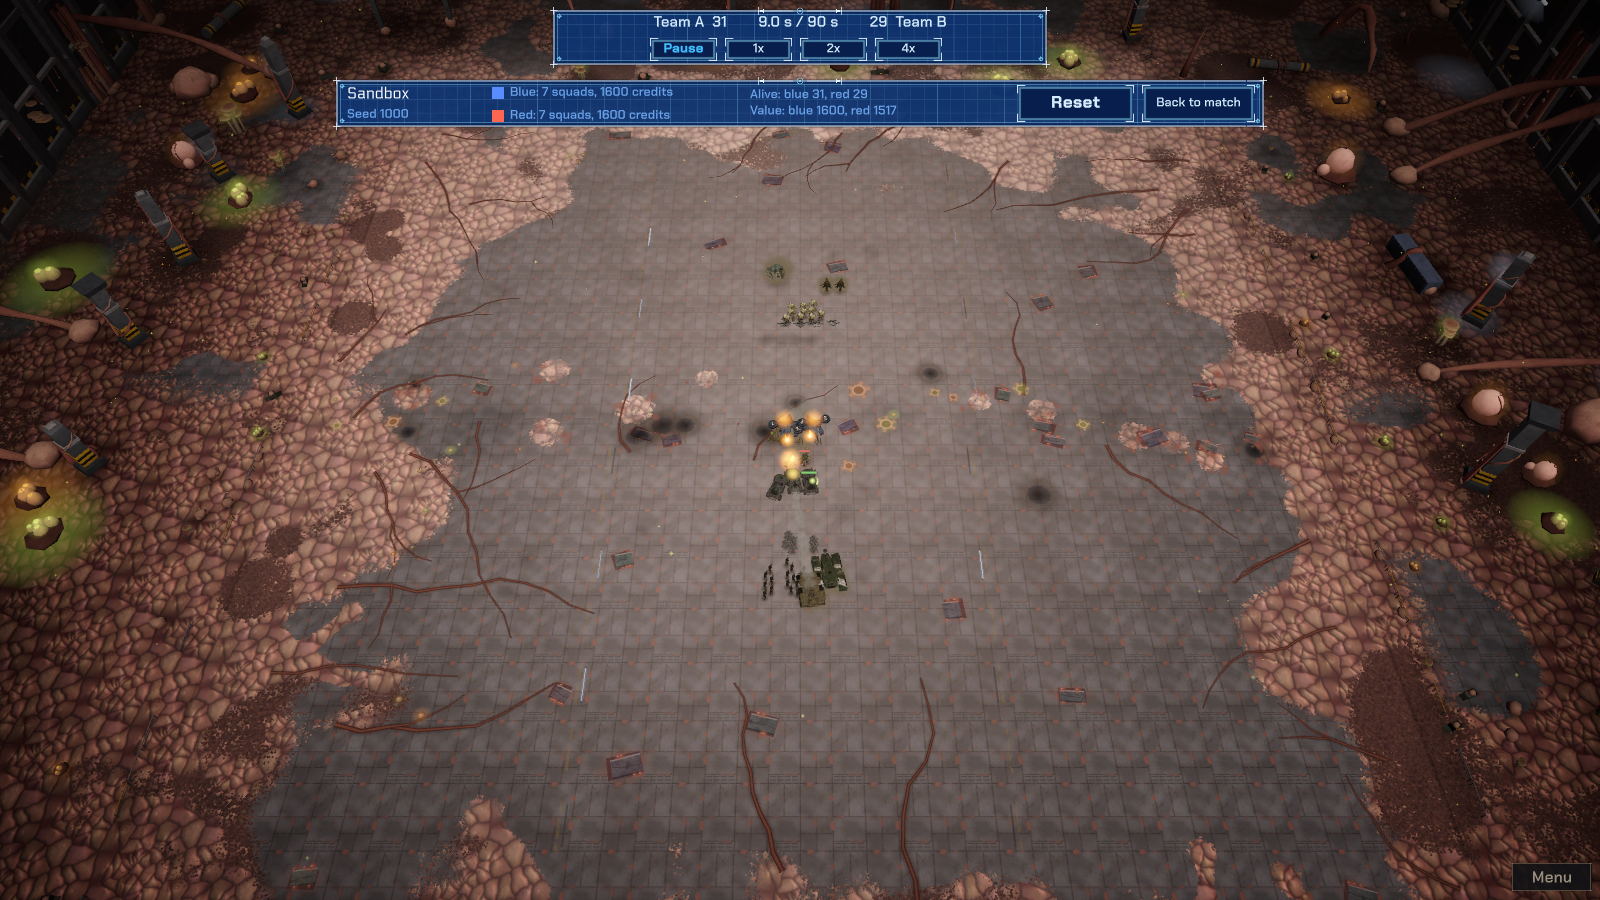 Team A 31 9.0 s / 90 s 29 Team B
Pause 1x 2x 4x
Sandbox
Seed 1000
Blue: 7 squads, 1600 credits
Red: 7 squads, 1600 credits
Alive: blue 31, red 29
Value: blue 1600, red 1517
Reset
Back to match
Menu